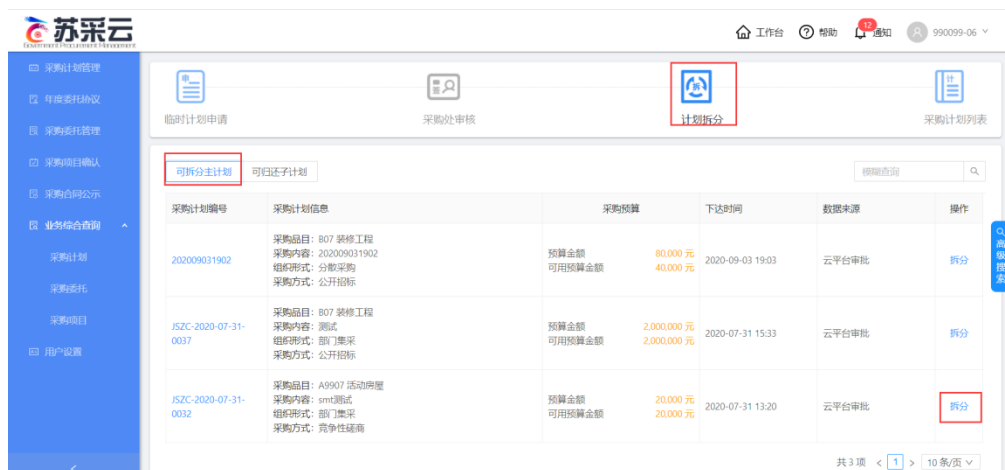 苏采云
Government Procurement Management
工作台
帮助
12
通知
990099-06
采购计划管理
年度委托协议
采购委托管理
采购项目确认
采购合同公示
业务综合查询
采购计划
采购委托
采购项目
用户设置
临时计划申请
采购处审核
拆
计划拆分
计
采购计划列表
可拆分主计划
可归还子计划
模糊查询
采购计划编号 采购计划信息 采购预算 下达时间 数据来源 操作
202009031902
采购品目: B07 装修工程
采购内容: 202009031902
组织形式: 分散采购
采购方式: 公开招标
预算金额 80,000 元
可用预算金额 40,000 元
2020-09-03 19:03
云平台审批
拆分
JSZC-2020-07-31-
0037
采购品目: B07 装修工程
采购内容: 测试
组织形式: 部门集采
采购方式: 公开招标
预算金额 2,000,000 元
可用预算金额 2,000,000 元
2020-07-31 15:33
云平台审批
拆分
JSZC-2020-07-31-
0032
采购品目: A9907 活动房屋
采购内容: smt测试
组织形式: 部门集采
采购方式: 竞争性磋商
预算金额 20,000 元
可用预算金额 20,000 元
2020-07-31 13:20
云平台审批
拆分
高级搜索
共 3 项 < 1 > 10 条/页